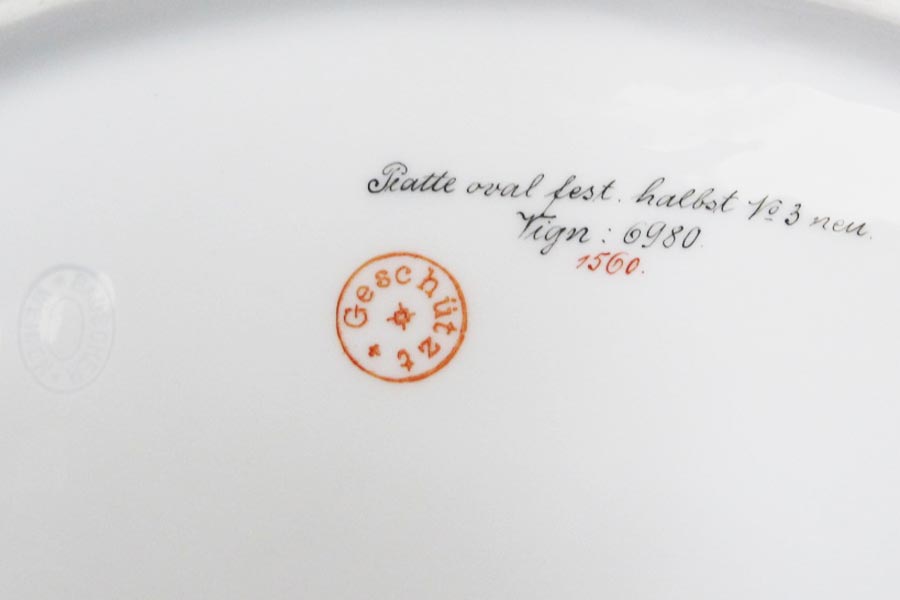 Platte oval fest. halbst No 3 neu.
Vign: 6980.
1560.
Geschützt